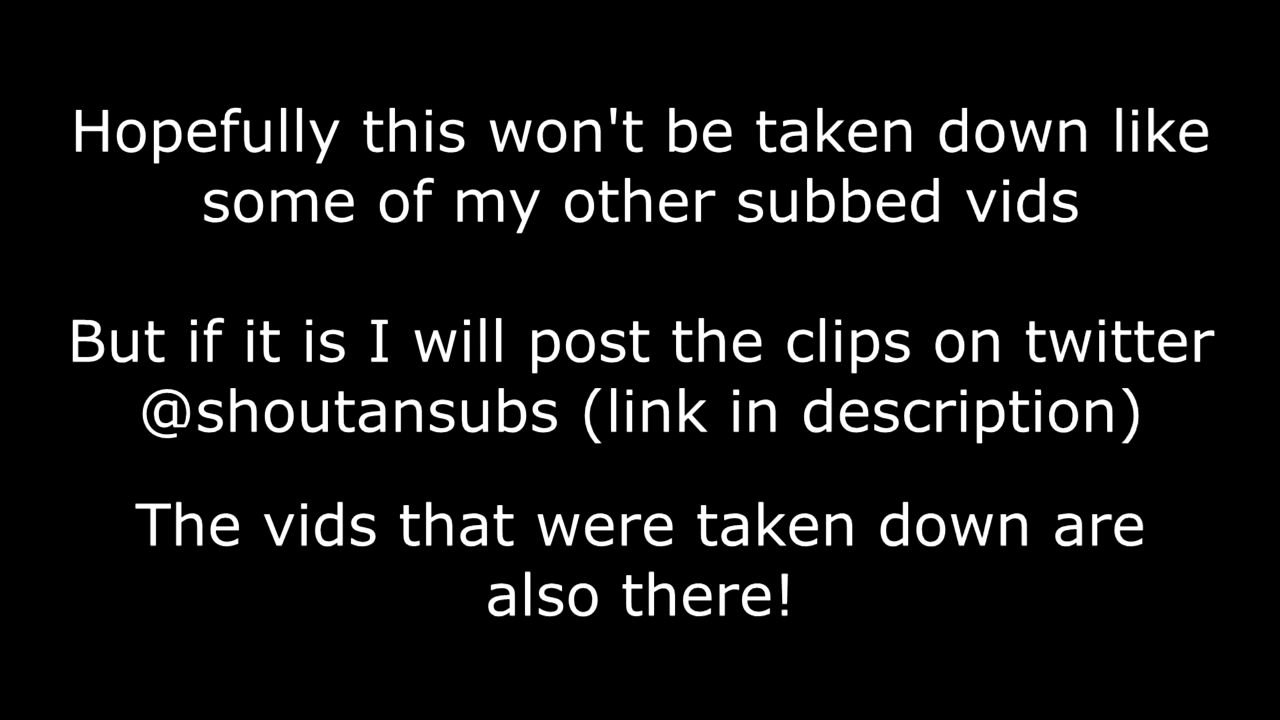 Hopefully this won't be taken down like
some of my other subbed vids
But if it is I will post the clips on twitter
@shoutansubs (link in description)
The vids that were taken down are
also there!